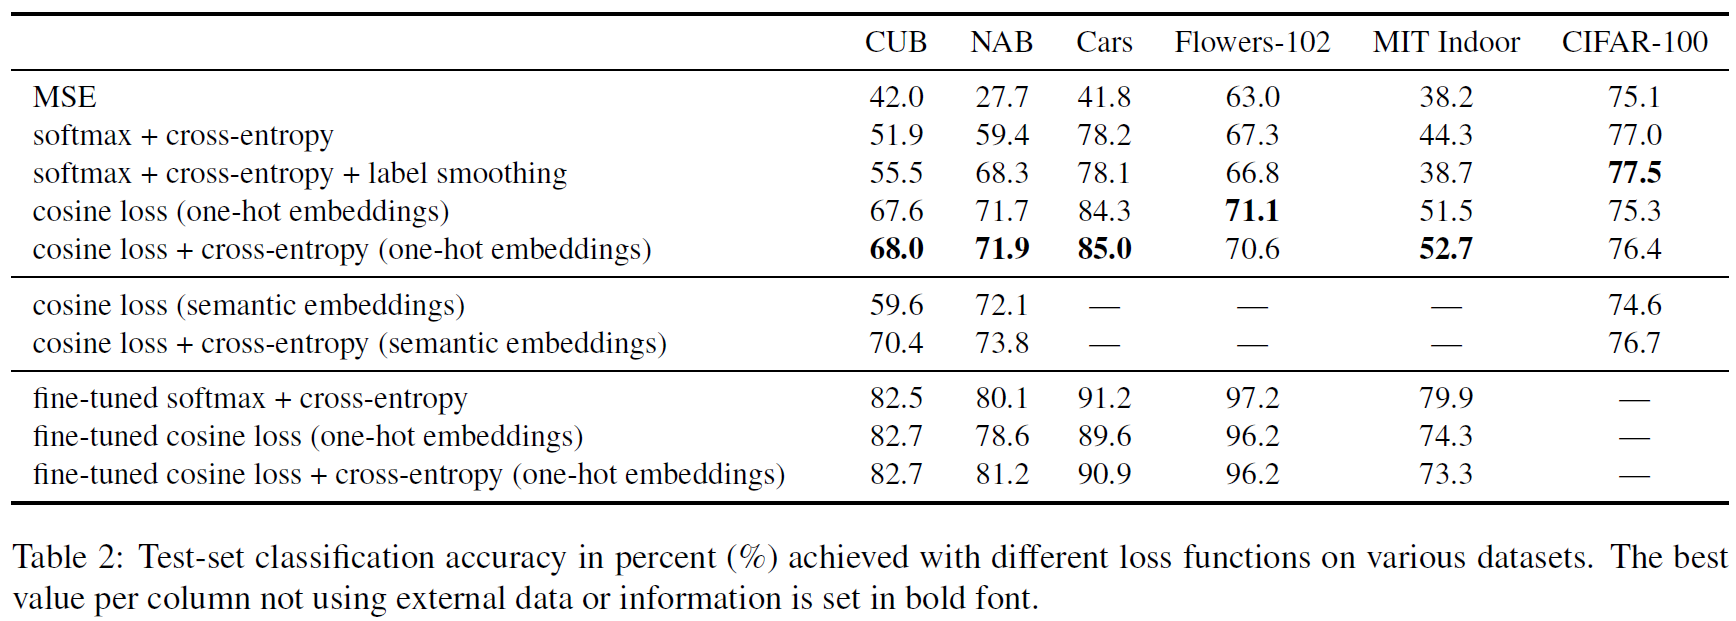 CUB NAB Cars Flowers-102 MIT Indoor CIFAR-100
MSE 42.0 27.7 41.8 63.0 38.2 75.1
softmax + cross-entropy 51.9 59.4 78.2 67.3 44.3 77.0
softmax + cross-entropy + label smoothing 55.5 68.3 78.1 66.8 38.7 77.5
cosine loss (one-hot embeddings) 67.6 71.7 84.3 71.1 51.5 75.3
cosine loss + cross-entropy (one-hot embeddings) 68.0 71.9 85.0 70.6 52.7 76.4
cosine loss (semantic embeddings) 59.6 72.1 — — — 74.6
cosine loss + cross-entropy (semantic embeddings) 70.4 73.8 — — — 76.7
fine-tuned softmax + cross-entropy 82.5 80.1 91.2 97.2 79.9 —
fine-tuned cosine loss (one-hot embeddings) 82.7 78.6 89.6 96.2 74.3 —
fine-tuned cosine loss + cross-entropy (one-hot embeddings) 82.7 81.2 90.9 96.2 73.3 —
Table 2: Test-set classification accuracy in percent (%) achieved with different loss functions on various datasets. The best
value per column not using external data or information is set in bold font.